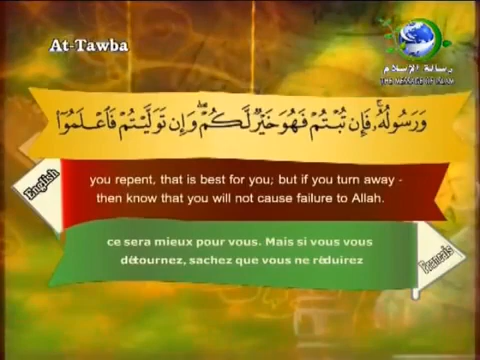 At-Tawba
رسالة الإسلام
THE MESSAGE OF ISLAM
وَرَسُولُهُۥۚ فَإِن تُبْتُمْ فَهُوَ خَيْرٌ لَّكُمْۖ وَإِن تَوَلَّيْتُمْ فَٱعْلَمُوٓا۟
English
you repent, that is best for you; but if you turn away -
then know that you will not cause failure to Allah.
ce sera mieux pour vous. Mais si vous vous
détournez, sachez que vous ne réduirez
Francais